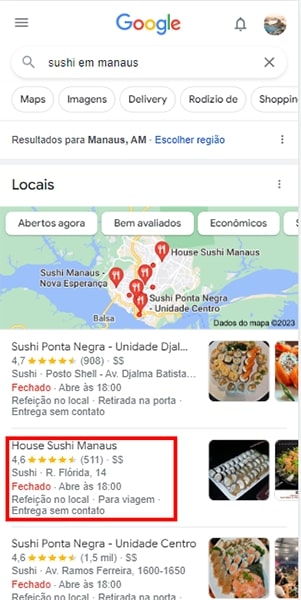 Google
sushi em manaus
Maps Imagens Delivery Rodizio de Shoppin
Resultados para Manaus, AM · Escolher região
Locais
Abertos agora Bem avaliados Econômicos
House Sushi Manaus
Sushi Manaus -
Nova Esperança
Sushi Ponta Negra
- Unidade Centro
Balsa
Dados do mapa ©2023
Sushi Ponta Negra - Unidade Djal...
4,7 (908) · $$
Sushi · Posto Shell - Av. Djalma Batista...
Fechado · Abre às 18:00
Refeição no local · Retirada na porta ·
Entrega sem contato
House Sushi Manaus
4,6 (511) · $$
Sushi · R. Flórida, 14
Fechado · Abre às 18:00
Refeição no local · Para viagem ·
Entrega sem contato
Sushi Ponta Negra - Unidade Centro
4,6 (1,5 mil) · $$
Sushi · Av. Ramos Ferreira, 1600-1650
Fechado · Abre às 18:00
Refeição no local · Retirada na porta ·